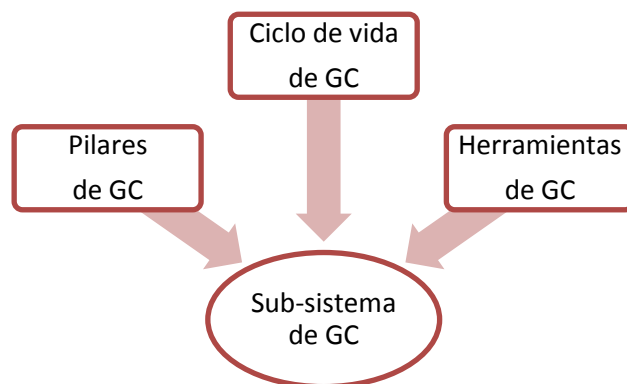 Ciclo de vida
de GC
Pilares
de GC
Herramientas
de GC
Sub-sistema
de GC